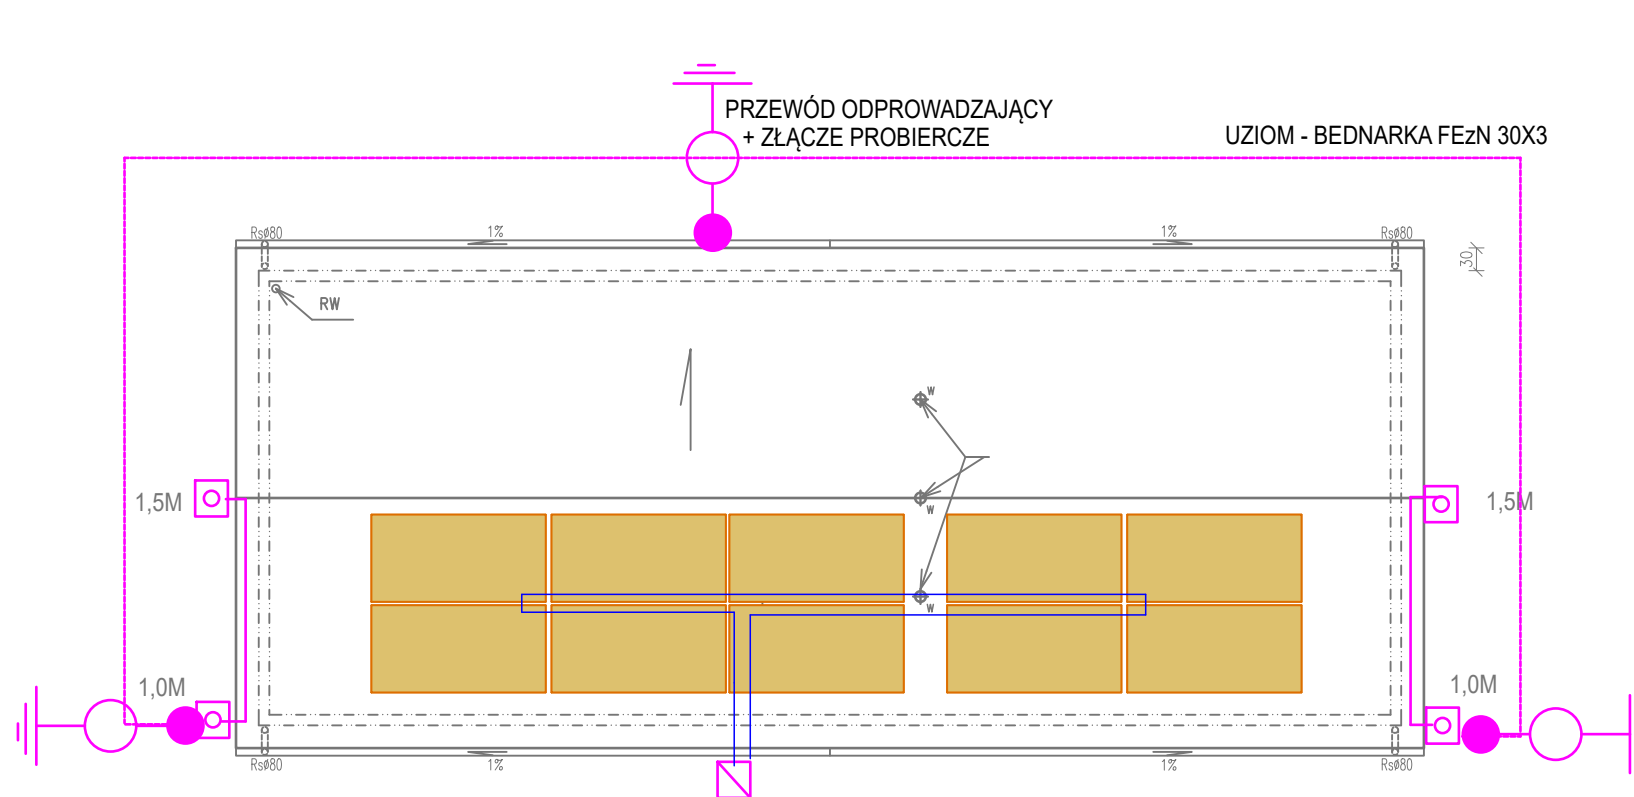 PRZEWÓD ODPROWADZAJĄCY
+ ZŁĄCZE PROBIERCZE
UZIOM - BEDNARKA FEzN 30X3
Rsø80
1%
1%
Rsø80
30
RW
W
1,5M
W
1,5M
W
1,0M
1,0M
Rsø80
1%
1%
Rsø80